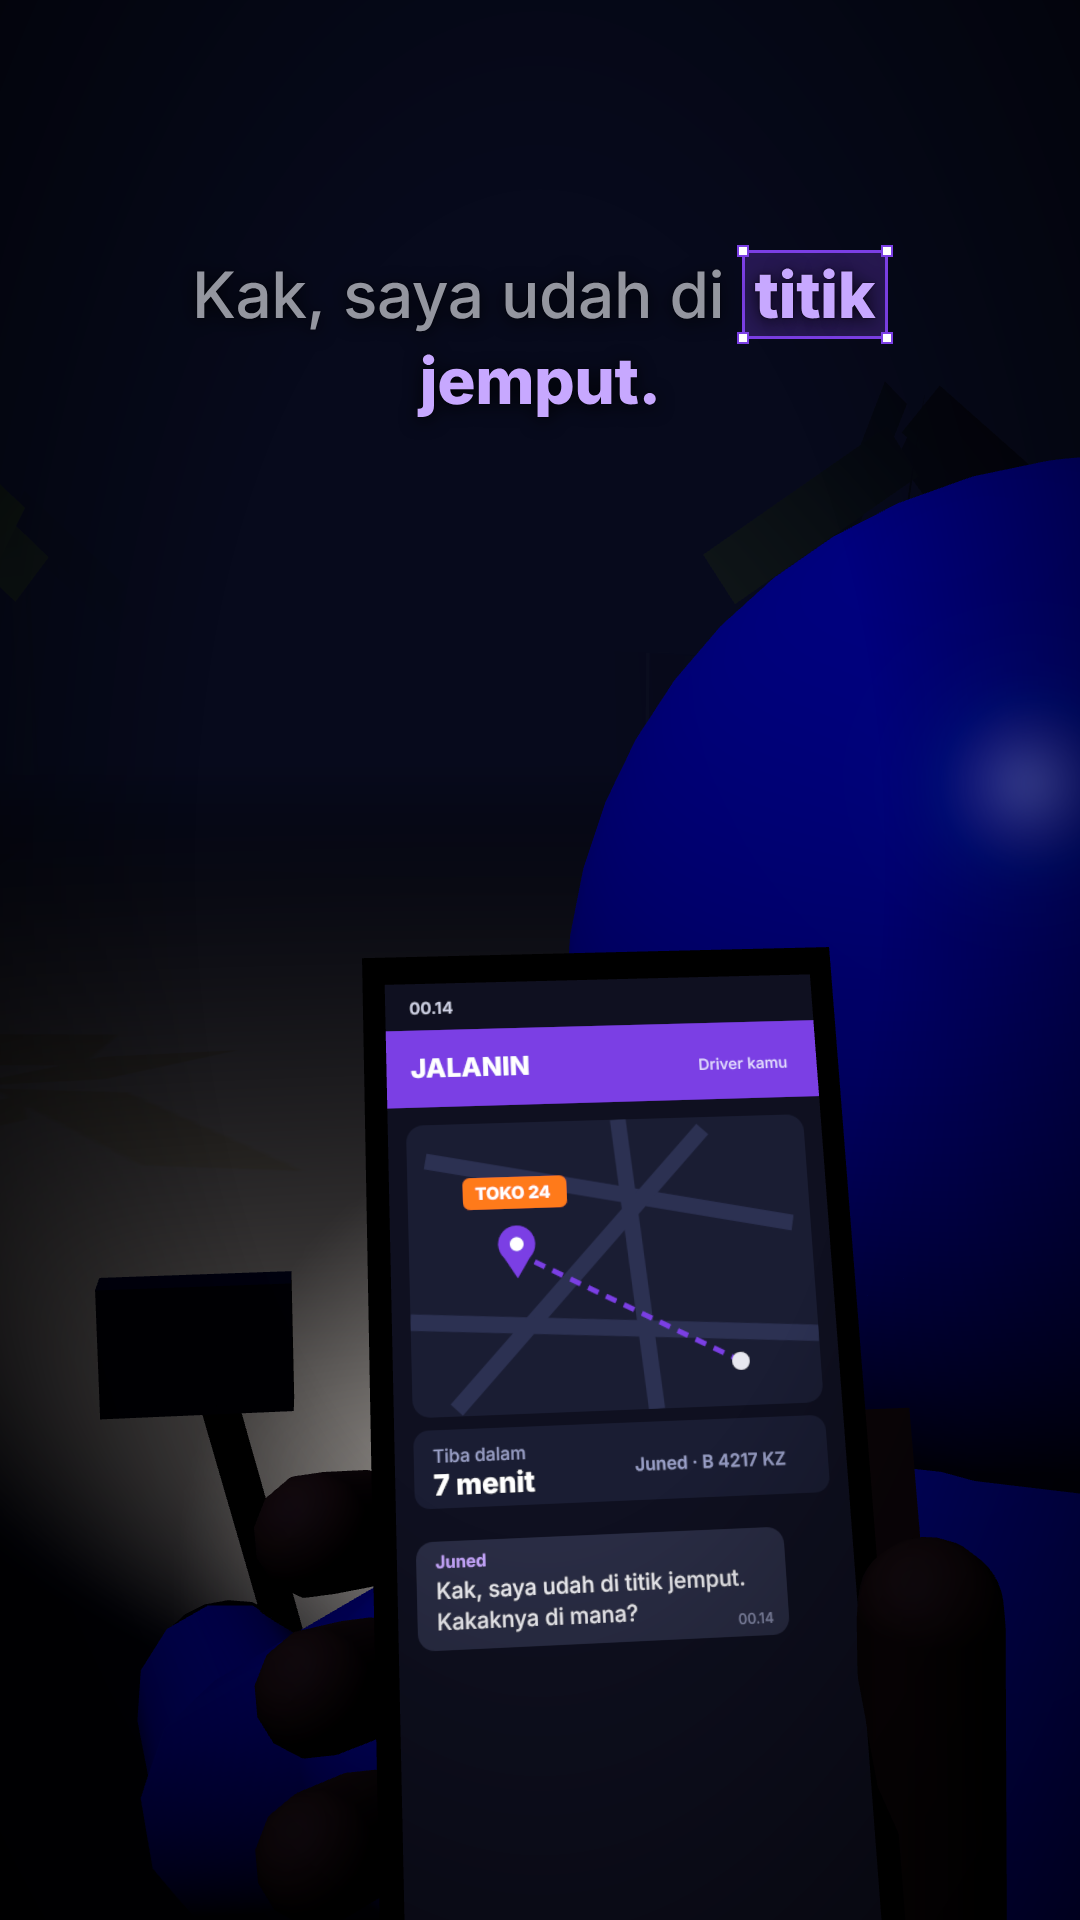 Kak, saya udah di titik
jemput.
00.14
JALANIN
Driver kamu
TOKO 24
Tiba dalam
7 menit
Juned · B 4217 KZ
Juned
Kak, saya udah di titik jemput.
Kakaknya di mana?
00.14